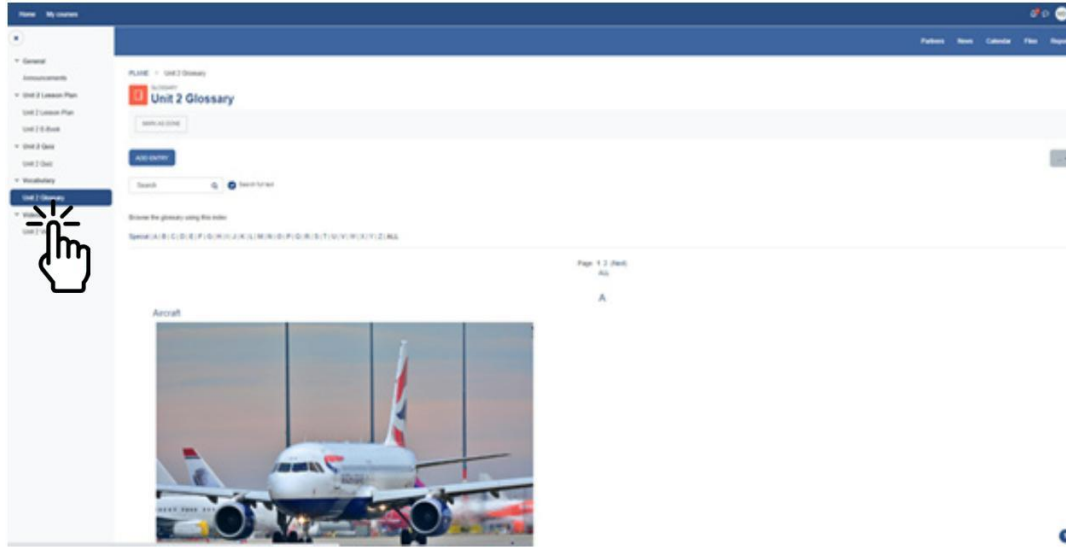 Home My courses
Partners News Calendar Files
General
Announcements
Unit 2 Lesson Plan
Unit 2 Lesson Plan
Unit 2 E-Book
Unit 2 Quiz
Unit 2 Quiz
Vocabulary
Unit 2 Glossary
Unit 2
PLANE > Unit 2 Glossary
GLOSSARY
Unit 2 Glossary
MARK AS DONE
ADD ENTRY
Search
Search full text
Browse the glossary using this index
Special | A | B | C | D | E | F | G | H | I | J | K | L | M | N | O | P | Q | R | S | T | U | V | W | X | Y | Z | ALL
Page: 1 2 (Next)
ALL
A
Aircraft